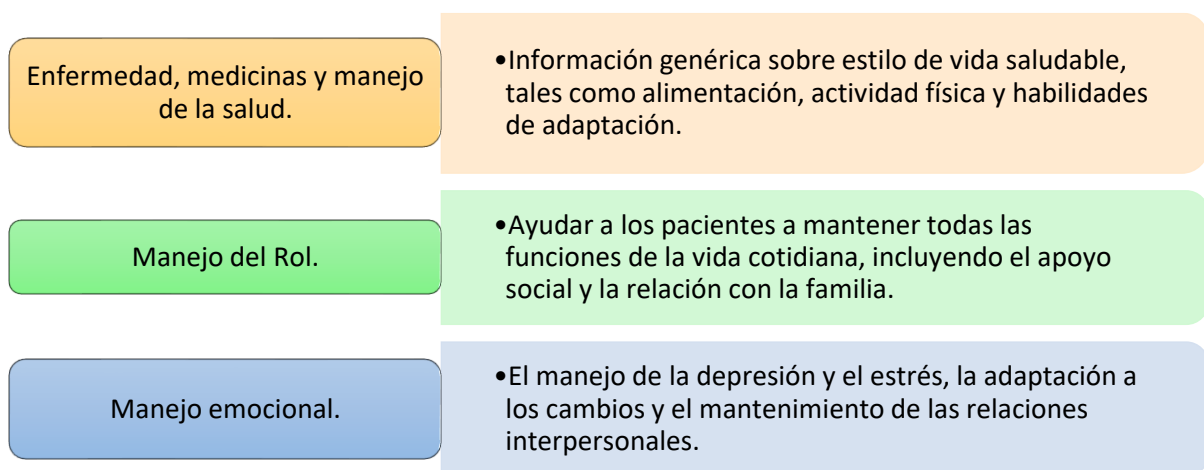 Enfermedad, medicinas y manejo
de la salud.
•Información genérica sobre estilo de vida saludable,
tales como alimentación, actividad física y habilidades
de adaptación.
Manejo del Rol.
•Ayudar a los pacientes a mantener todas las
funciones de la vida cotidiana, incluyendo el apoyo
social y la relación con la familia.
Manejo emocional.
•El manejo de la depresión y el estrés, la adaptación a
los cambios y el mantenimiento de las relaciones
interpersonales.